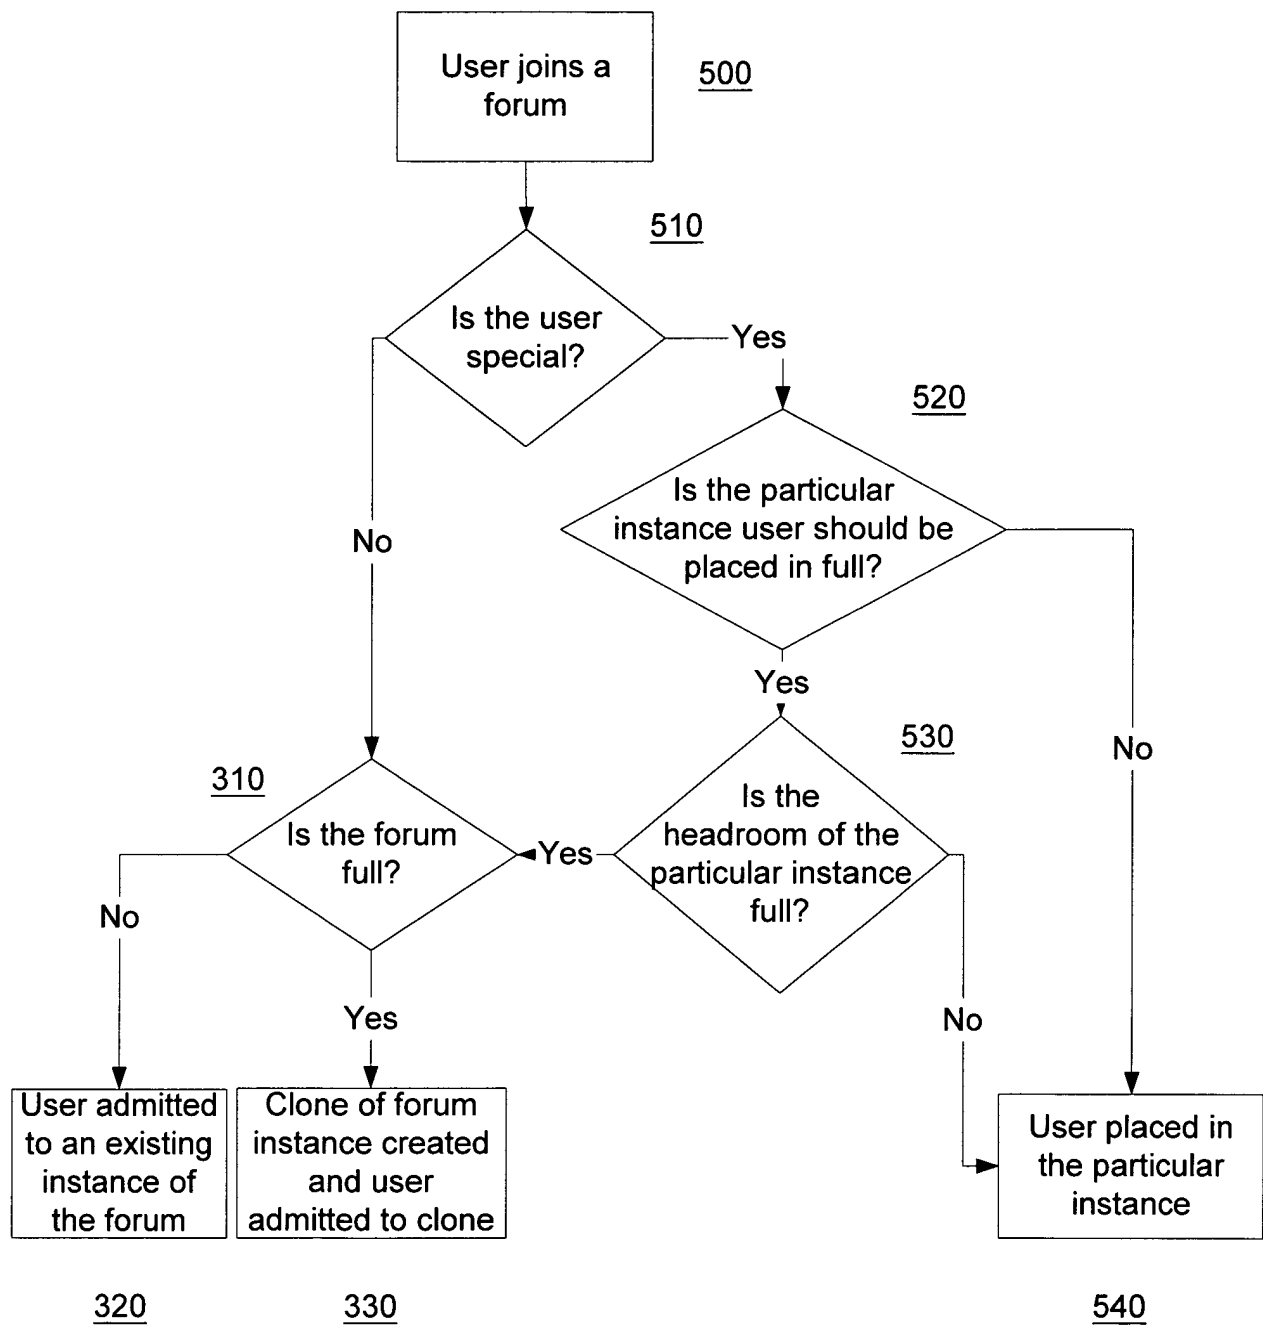 User joins a
forum
500
510
Is the user
special?
Yes
520
Is the particular
instance user should be
placed in full?
No
Yes
530
No
310
Is the
headroom of the
particular instance
full?
Is the forum
full?
Yes
No
Yes
No
User admitted
to an existing
instance of
the forum
Clone of forum
instance created
and user
admitted to clone
User placed in
the particular
instance
320
330
540